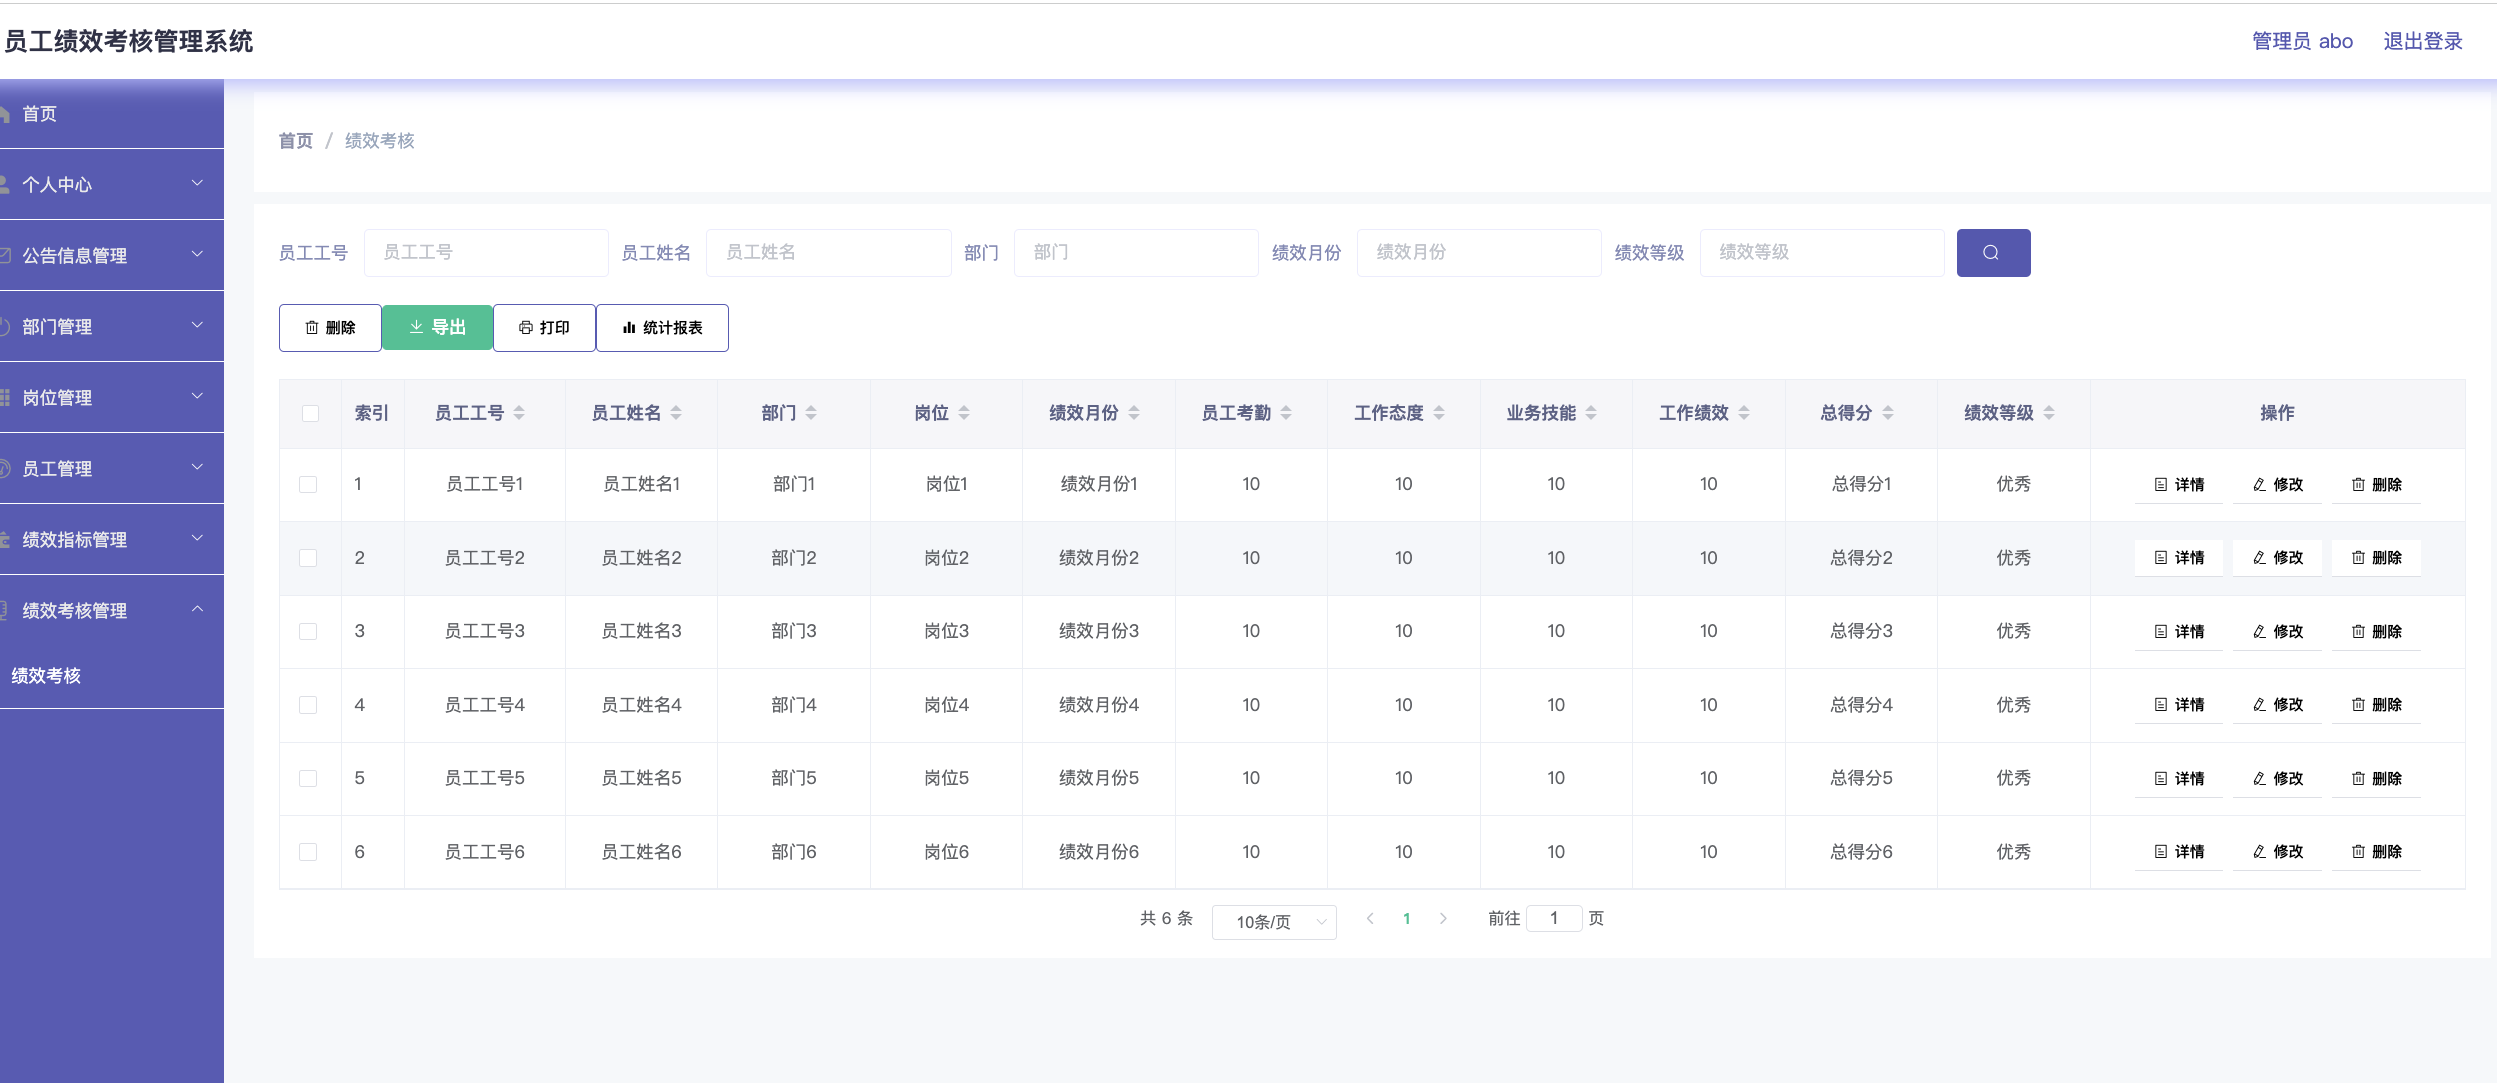 员工绩效考核管理系统
管理员 abo 退出登录
首页
个人中心
公告信息管理
部门管理
岗位管理
员工管理
绩效指标管理
绩效考核管理
绩效考核
首页 / 绩效考核
员工工号 员工工号 员工姓名 员工姓名 部门 部门 绩效月份 绩效月份 绩效等级 绩效等级
删除 导出 打印 统计报表
索引 员工工号 员工姓名 部门 岗位 绩效月份 员工考勤 工作态度 业务技能 工作绩效 总得分 绩效等级 操作
1 员工工号1 员工姓名1 部门1 岗位1 绩效月份1 10 10 10 10 总得分1 优秀 详情 修改 删除
2 员工工号2 员工姓名2 部门2 岗位2 绩效月份2 10 10 10 10 总得分2 优秀 详情 修改 删除
3 员工工号3 员工姓名3 部门3 岗位3 绩效月份3 10 10 10 10 总得分3 优秀 详情 修改 删除
4 员工工号4 员工姓名4 部门4 岗位4 绩效月份4 10 10 10 10 总得分4 优秀 详情 修改 删除
5 员工工号5 员工姓名5 部门5 岗位5 绩效月份5 10 10 10 10 总得分5 优秀 详情 修改 删除
6 员工工号6 员工姓名6 部门6 岗位6 绩效月份6 10 10 10 10 总得分6 优秀 详情 修改 删除
共 6 条 10条/页 1 前往 1 页